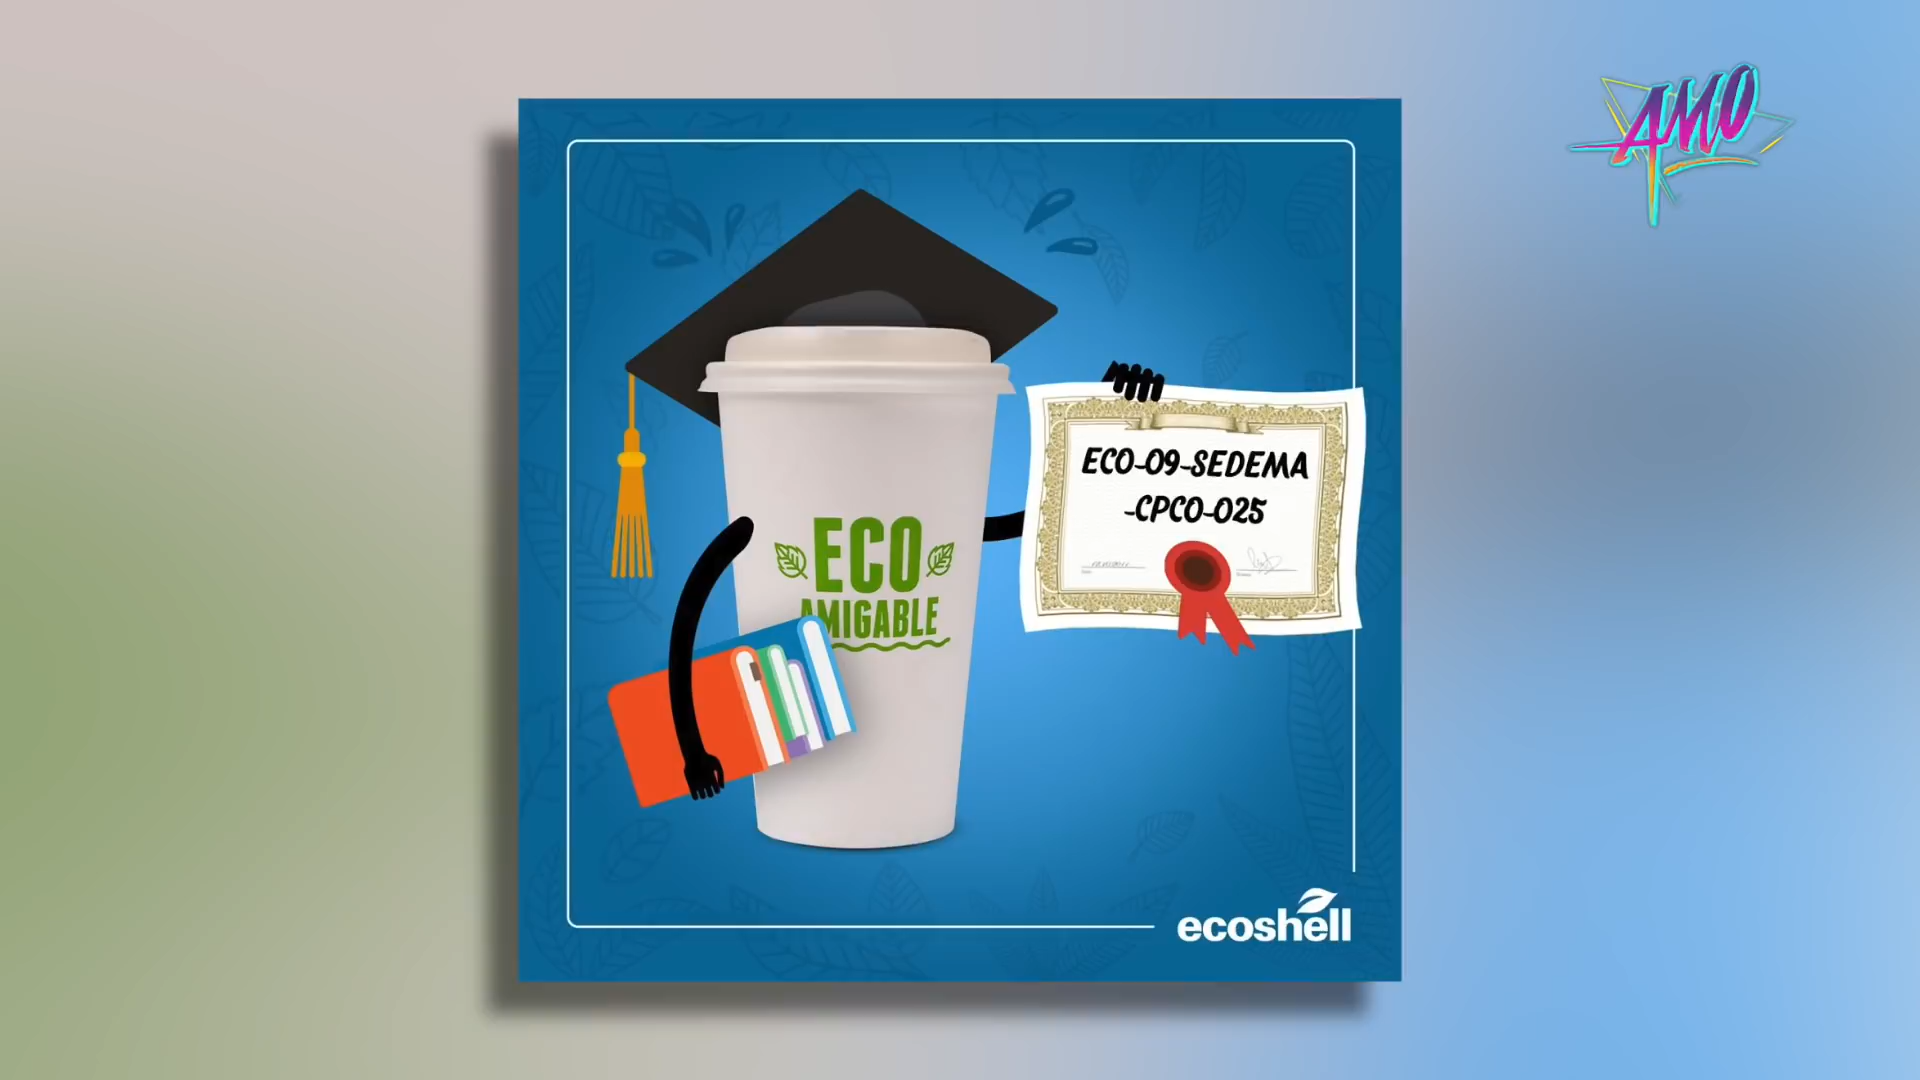 AMO
ECO-09-SEDEMA
-CPCO-025
ECO
AMIGABLE
ecoshell